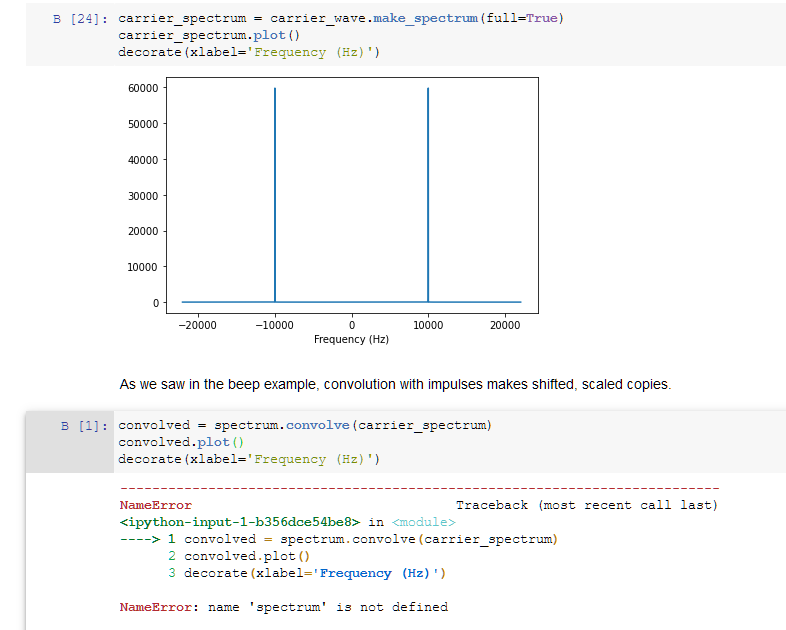 В [24]: carrier_spectrum = carrier_wave.make_spectrum(full=True)
carrier_spectrum.plot()
decorate(xlabel='Frequency (Hz)')
60000
50000
40000
30000
20000
10000
0
−20000 −10000 0 10000 20000
Frequency (Hz)
As we saw in the beep example, convolution with impulses makes shifted, scaled copies.
В [1]: convolved = spectrum.convolve(carrier_spectrum)
convolved.plot()
decorate(xlabel='Frequency (Hz)')
---------------------------------------------------------------------------
NameError Traceback (most recent call last)
<ipython-input-1-b356dce54be8> in <module>
----> 1 convolved = spectrum.convolve(carrier_spectrum)
2 convolved.plot()
3 decorate(xlabel='Frequency (Hz)')
NameError: name 'spectrum' is not defined